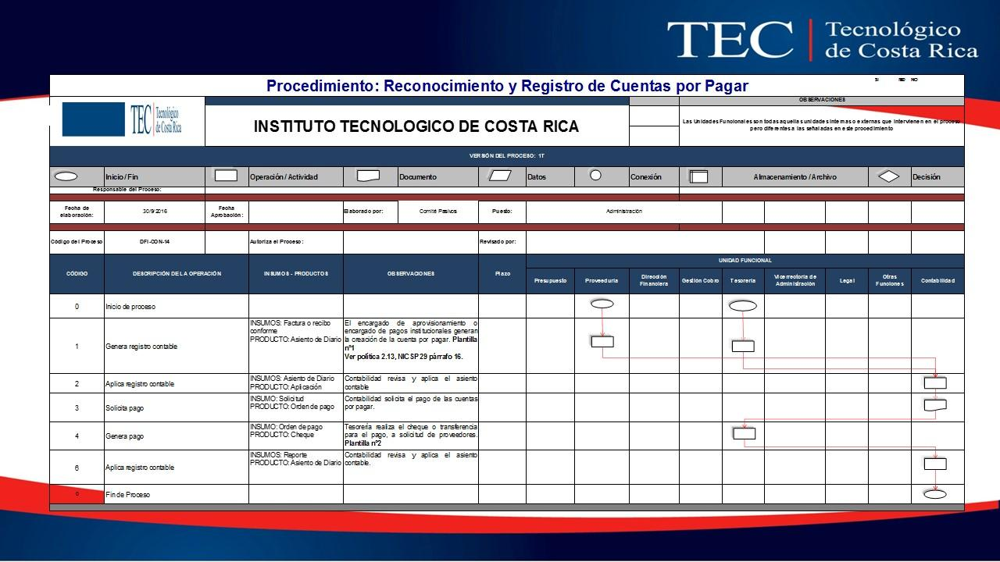 TEC | Tecnológico
de Costa Rica
SI NO
Procedimiento: Reconocimiento y Registro de Cuentas por Pagar
OBSERVACIONES
TEC Tecnológico
de Costa Rica
INSTITUTO TECNOLOGICO DE COSTA RICA
Las Unidades Funcionales son todas aquellas unidades internas o externas que intervienen en el proceso
pero diferentes a las señaladas en este procedimiento
VERSIÓN DEL PROCESO: 1T
Inicio / Fin Operación / Actividad Documento Datos Conexión Almacenamiento / Archivo Decisión
Responsable del Proceso:
Fecha de
elaboración:
30/9/2016
Fecha
Aprobación:
Elaborado por: Comité Pasivos Puesto: Administración
Código del Proceso DFI-CON-14 Autoriza el Proceso: Revisado por:
CÓDIGO DESCRIPCIÓN DE LA OPERACIÓN INSUMOS - PRODUCTOS OBSERVACIONES Plazo
UNIDAD FUNCIONAL
Presupuesto Proveeduría Dirección
Financiera
Gestión Cobro Tesorería Vicerrectoría de
Administración
Legal Otras
Funciones
Contabilidad
0 Inicio de proceso
1 Genera registro contable
INSUMOS: Factura o recibo
conforme
PRODUCTO: Asiento de Diario
El encargado de aprovisionamiento o
encargado de pagos institucionales generan
la creación de la cuenta por pagar. Plantilla
n°1
Ver política 2.13, NICSP 29 párrafo 16.
2 Aplica registro contable
INSUMOS: Asiento de Diario
PRODUCTO: Aplicación
Contabilidad revisa y aplica el asiento
contable
3 Solicita pago
INSUMO: Solicitud
PRODUCTO: Orden de pago
Contabilidad solicita el pago de las cuentas
por pagar.
4 Genera pago
INSUMO: Orden de pago
PRODUCTO: Cheque
Tesorería realiza el cheque o transferencia
para el pago, a solicitud de proveedores.
Plantilla n°2
6 Aplica registro contable
INSUMOS: Reporte
PRODUCTO: Asiento de Diario
Contabilidad revisa y aplica el asiento
contable.
0 Fin de Proceso